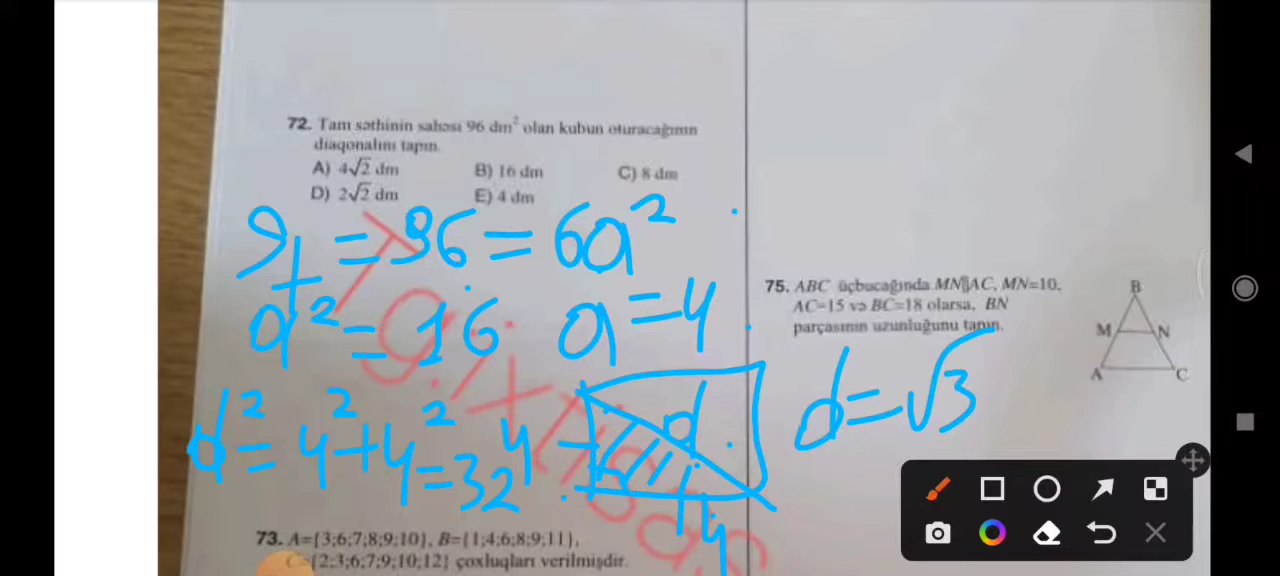 72. Tam səthinin sahəsi 96 dm² olan kubun oturacağının
diaqonalını tapın.
A) 4√2 dm B) 16 dm C) 8 dm
D) 2√2 dm E) 4 dm
St = 96 = 6a²
a² = 16 a = 4
d² = 4² + 4² = 32
4 d
4
d = √3
75. ABC üçbucağında MN∥AC, MN=10,
AC=15 və BC=18 olarsa, BN
parçasının uzunluğunu tapın.
B
M N
A C
73. A={3;6;7;8;9;10}, B={1;4;6;8;9;11},
C={2;3;6;7;9;10;12} çoxluqları verilmişdir.